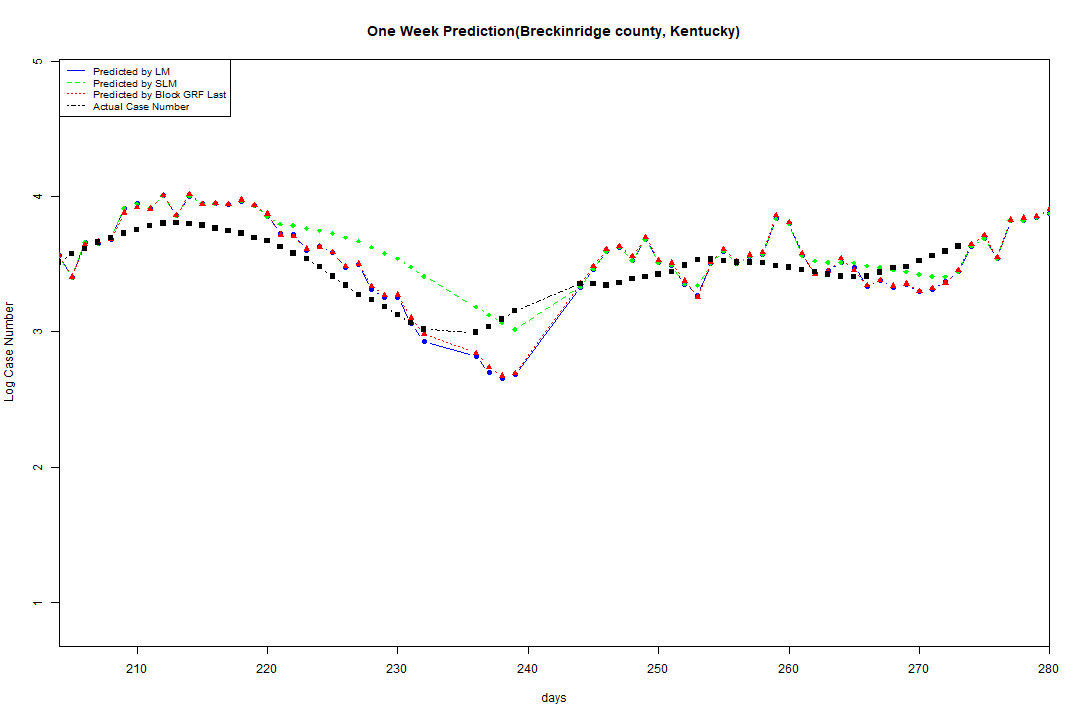 One Week Prediction(Breckinridge county, Kentucky)
Predicted by LM
Predicted by SLM
Predicted by Block GRF Last
Actual Case Number
5
4
3
2
1
Log Case Number
210 220 230 240 250 260 270 280
days